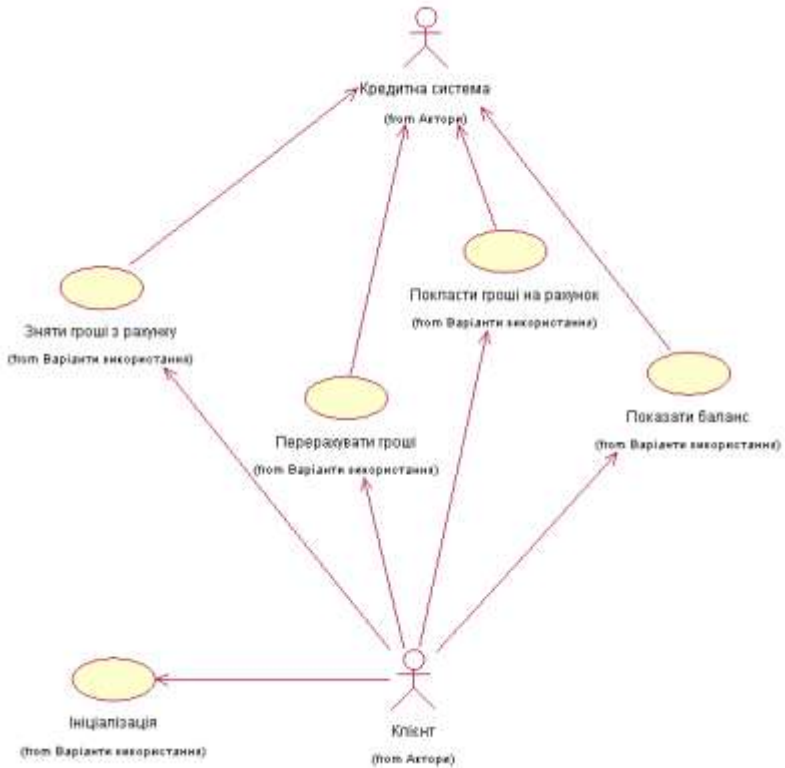 Кредитна система
(from Актори)
Покласти гроші на рахунок
(from Варіанти використання)
Зняти гроші з рахунку
(from Варіанти використання)
Показати баланс
(from Варіанти використання)
Перерахувати гроші
(from Варіанти використання)
Ініціалізація
(from Варіанти використання)
Клієнт
(from Актори)